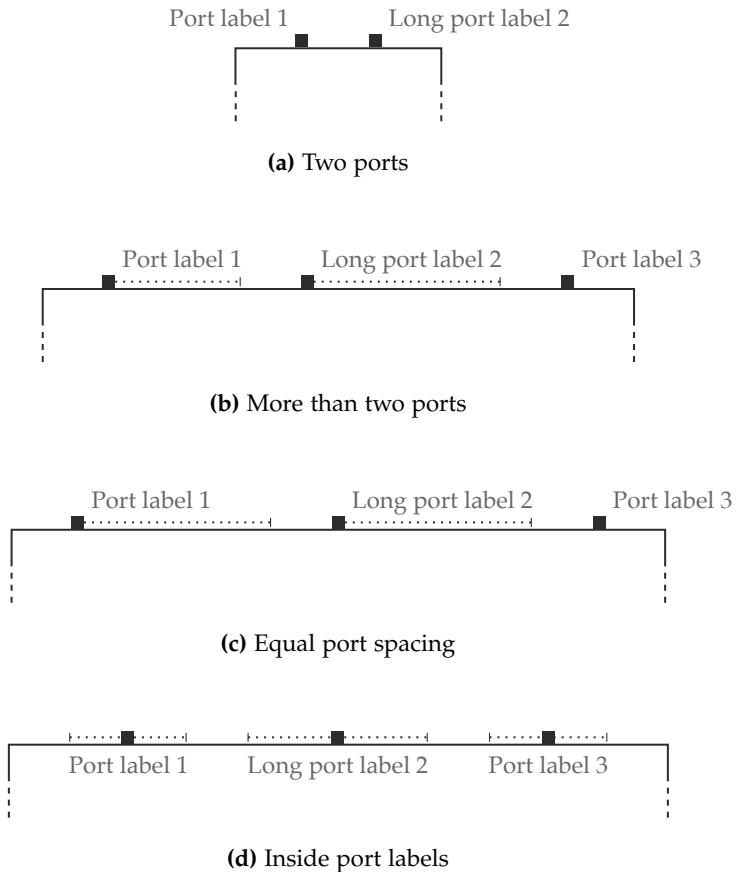 Port label 1 Long port label 2
(a) Two ports
Port label 1 Long port label 2 Port label 3
(b) More than two ports
Port label 1 Long port label 2 Port label 3
(c) Equal port spacing
Port label 1 Long port label 2 Port label 3
(d) Inside port labels